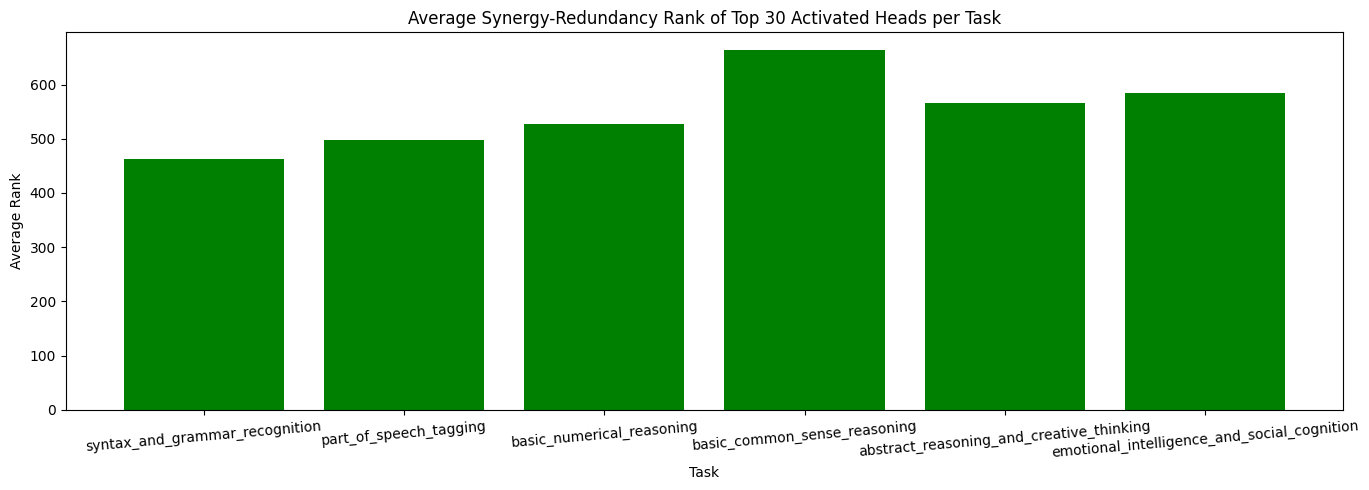 Average Synergy-Redundancy Rank of Top 30 Activated Heads per Task
Average Rank
600
500
400
300
200
100
0
syntax_and_grammar_recognition
part_of_speech_tagging
basic_numerical_reasoning
basic_common_sense_reasoning
abstract_reasoning_and_creative_thinking
emotional_intelligence_and_social_cognition
Task